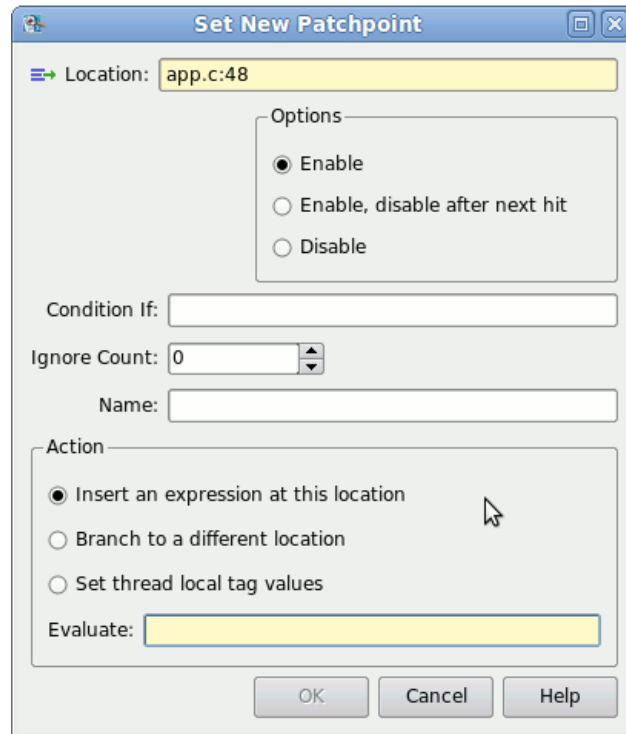 Set New Patchpoint
Location: app.c:48
Options
Enable
Enable, disable after next hit
Disable
Condition If:
Ignore Count: 0
Name:
Action
Insert an expression at this location
Branch to a different location
Set thread local tag values
Evaluate:
OK Cancel Help